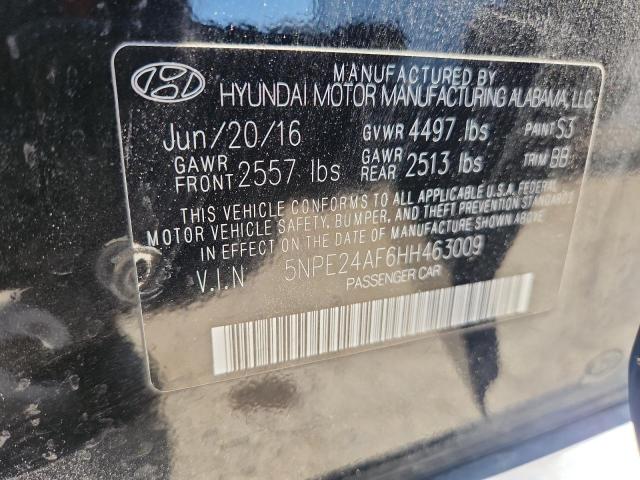 MANUFACTURED BY
HYUNDAI MOTOR MANUFACTURING ALABAMA, LLC
Jun/20/16 GVWR 4497 lbs PAINT S3
GAWR FRONT 2557 lbs GAWR REAR 2513 lbs TRIM BB
THIS VEHICLE CONFORMS TO ALL APPLICABLE U.S.A. FEDERAL
MOTOR VEHICLE SAFETY, BUMPER, AND THEFT PREVENTION STANDARDS
IN EFFECT ON THE DATE OF MANUFACTURE SHOWN ABOVE
V.I.N 5NPE24AF6HH463009
PASSENGER CAR